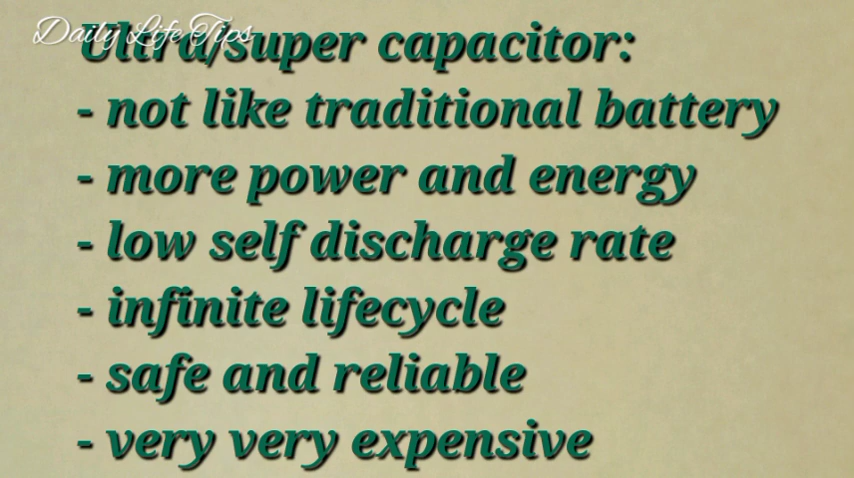 Daily Life Tips
Ultra/super capacitor:
- not like traditional battery
- more power and energy
- low self discharge rate
- infinite lifecycle
- safe and reliable
- very very expensive